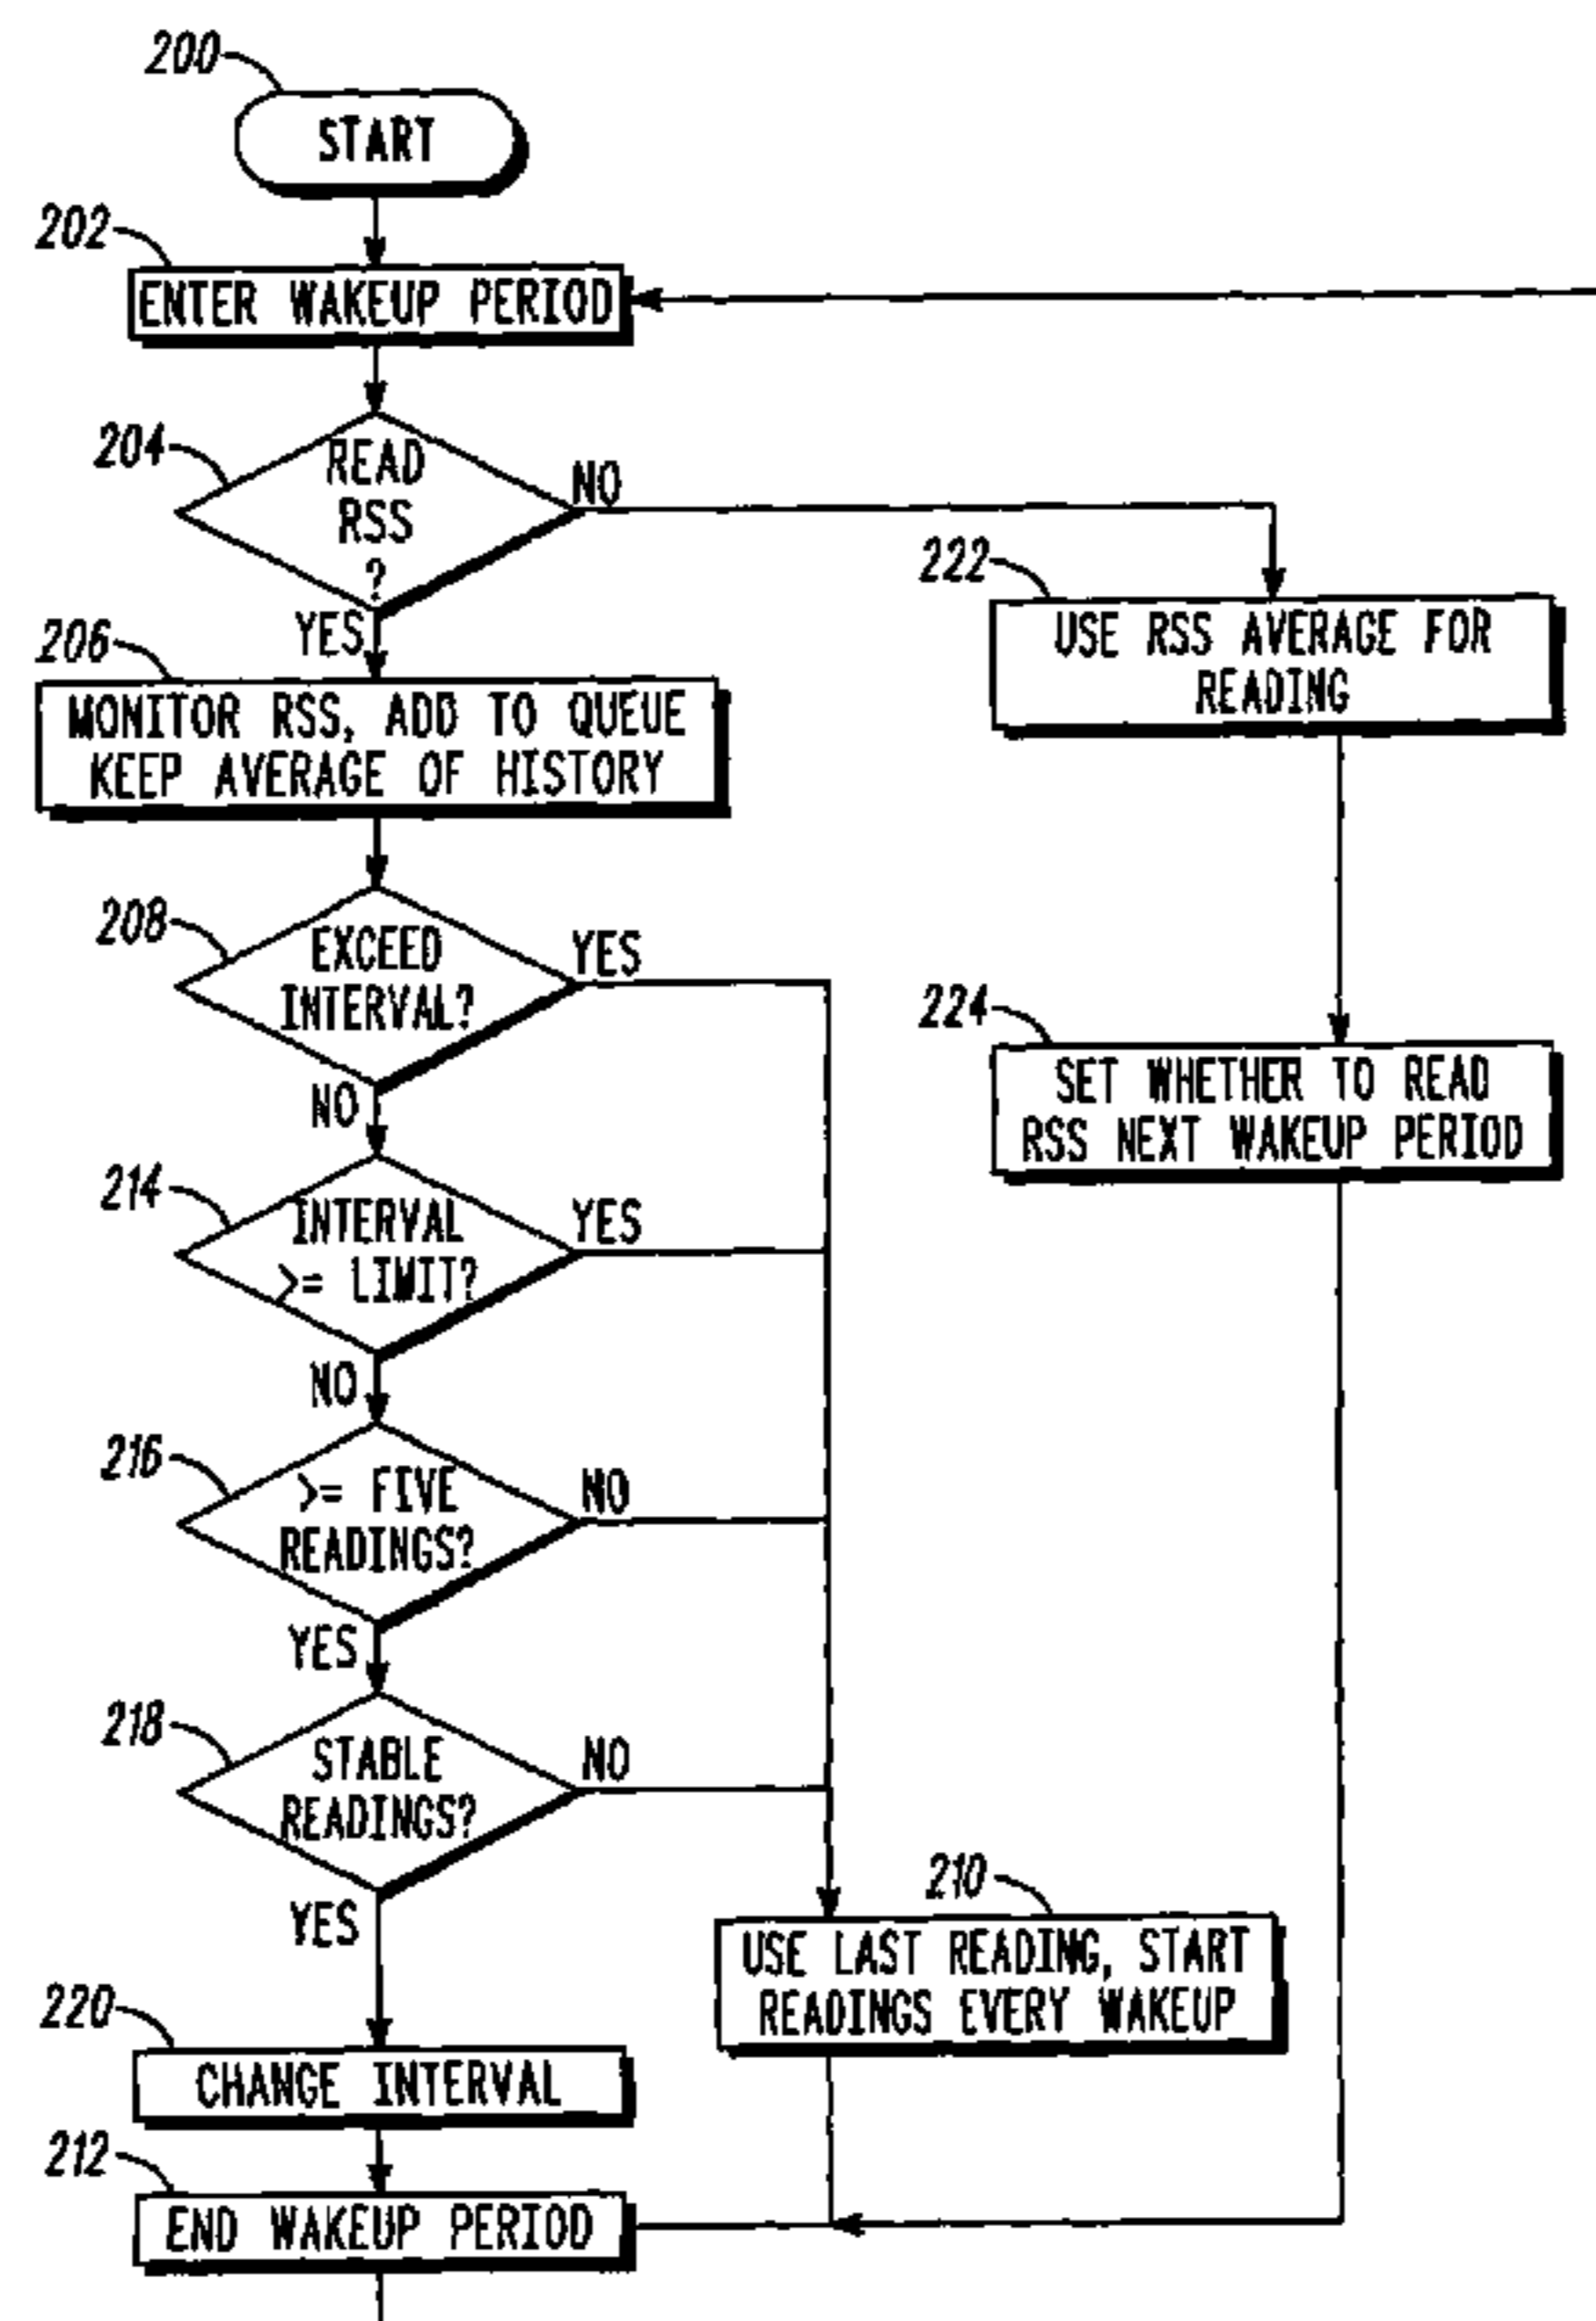 200
START
202
ENTER WAKEUP PERIOD
204
READ
RSS
?
NO
YES
222
USE RSS AVERAGE FOR
READING
206
MONITOR RSS, ADD TO QUEUE
KEEP AVERAGE OF HISTORY
208
EXCEED
INTERVAL?
YES
NO
224
SET WHETHER TO READ
RSS NEXT WAKEUP PERIOD
214
INTERVAL
>= LIMIT?
YES
NO
216
>= FIVE
READINGS?
NO
YES
218
STABLE
READINGS?
NO
YES
210
USE LAST READING, START
READINGS EVERY WAKEUP
220
CHANGE INTERVAL
212
END WAKEUP PERIOD